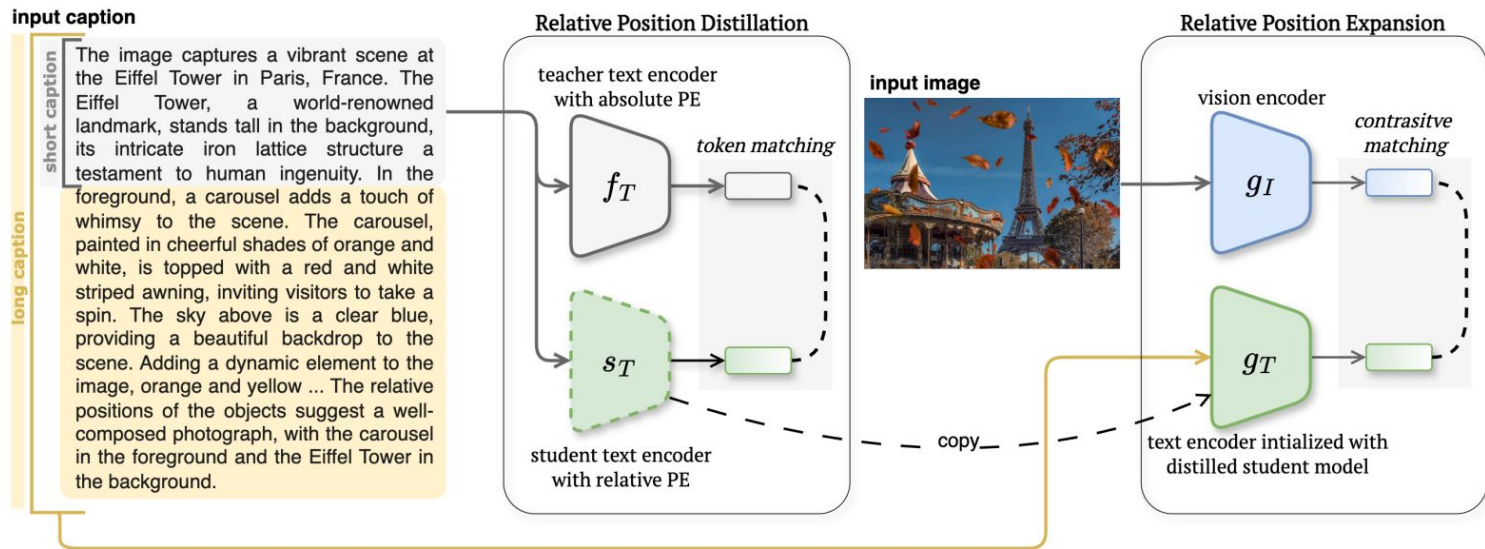 input caption
short caption
long caption
The image captures a vibrant scene at
the Eiffel Tower in Paris, France. The
Eiffel Tower, a world-renowned
landmark, stands tall in the background,
its intricate iron lattice structure a
testament to human ingenuity. In the
foreground, a carousel adds a touch of
whimsy to the scene. The carousel,
painted in cheerful shades of orange and
white, is topped with a red and white
striped awning, inviting visitors to take a
spin. The sky above is a clear blue,
providing a beautiful backdrop to the
scene. Adding a dynamic element to the
image, orange and yellow ... The relative
positions of the objects suggest a well-
composed photograph, with the carousel
in the foreground and the Eiffel Tower in
the background.
Relative Position Distillation
teacher text encoder
with absolute PE
f_T
token matching
s_T
student text encoder
with relative PE
input image
copy
Relative Position Expansion
vision encoder
g_I
contrasitve
matching
g_T
text encoder intialized with
distilled student model